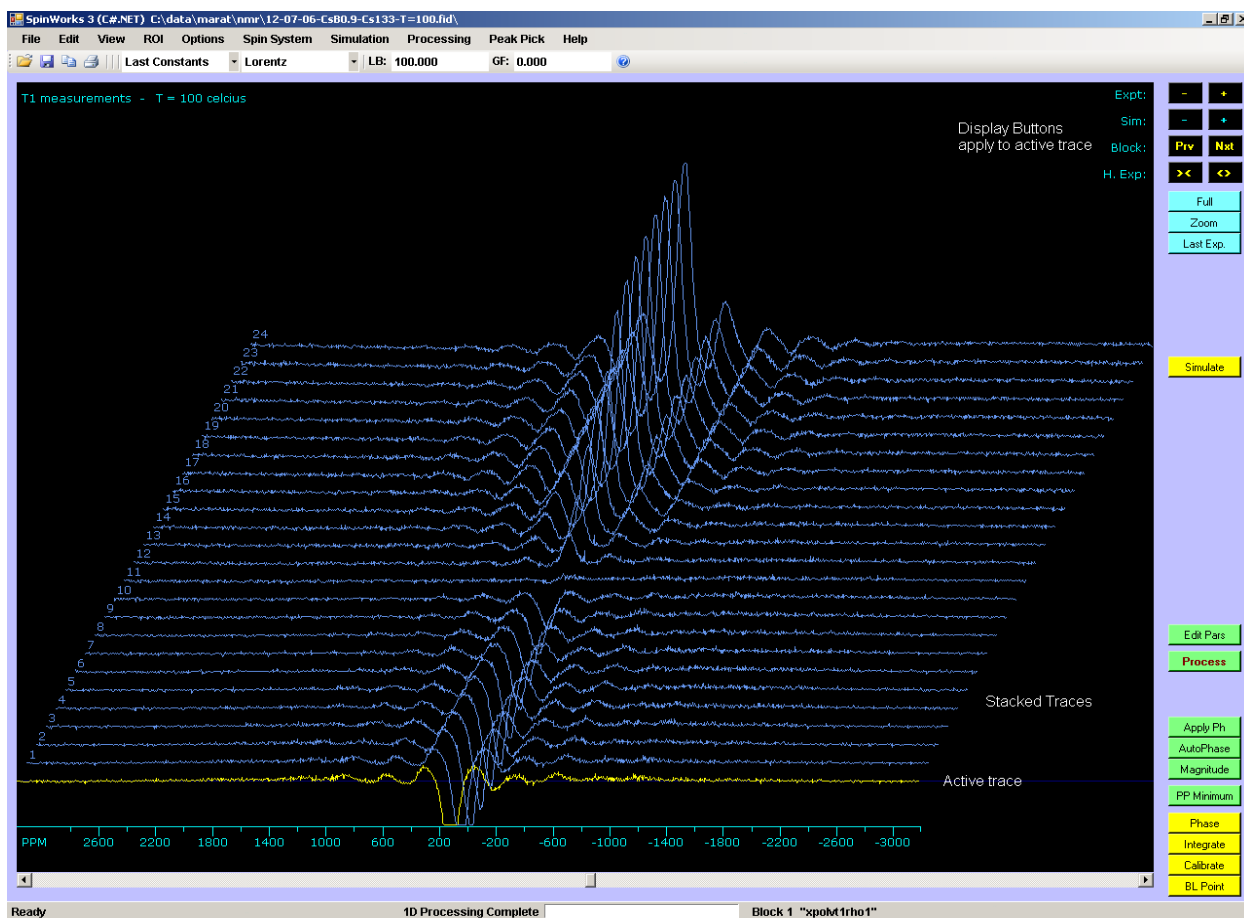 SpinWorks 3 (C#.NET) C:\data\marat\nmr\12-07-06-CsB0.9-Cs133-T=100.fid\
File Edit View ROI Options Spin System Simulation Processing Peak Pick Help
Last Constants Lorentz LB: 100.000 GF: 0.000
T1 measurements - T = 100 celcius
Expt: - +
Sim: - +
Block: Prv Nxt
H. Exp: >< <>
Display Buttons
apply to active trace
Full
Zoom
Last Exp.
Simulate
24
23
22
21
20
19
18
17
16
15
14
13
12
11
10
9
8
7
6
5
4
3
2
1
Edit Pars
Process
Stacked Traces
Apply Ph
AutoPhase
Magnitude
Active trace
PP Minimum
Phase
Integrate
Calibrate
BL Point
PPM 2600 2200 1800 1400 1000 600 200 -200 -600 -1000 -1400 -1800 -2200 -2600 -3000
Ready 1D Processing Complete Block 1 "xpolvt1rho1"